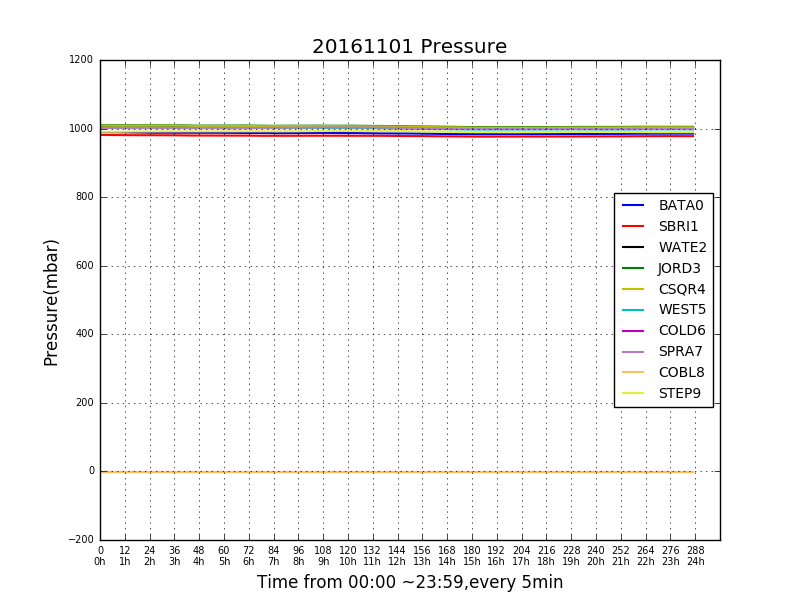 20161101 Pressure
Pressure(mbar)
1200
1000
800
600
400
200
0
−200
BATA0
SBRI1
WATE2
JORD3
CSQR4
WEST5
COLD6
SPRA7
COBL8
STEP9
0 12 24 36 48 60 72 84 96 108 120 132 144 156 168 180 192 204 216 228 240 252 264 276 288
0h 1h 2h 3h 4h 5h 6h 7h 8h 9h 10h 11h 12h 13h 14h 15h 16h 17h 18h 19h 20h 21h 22h 23h 24h
Time from 00:00 ~23:59,every 5min